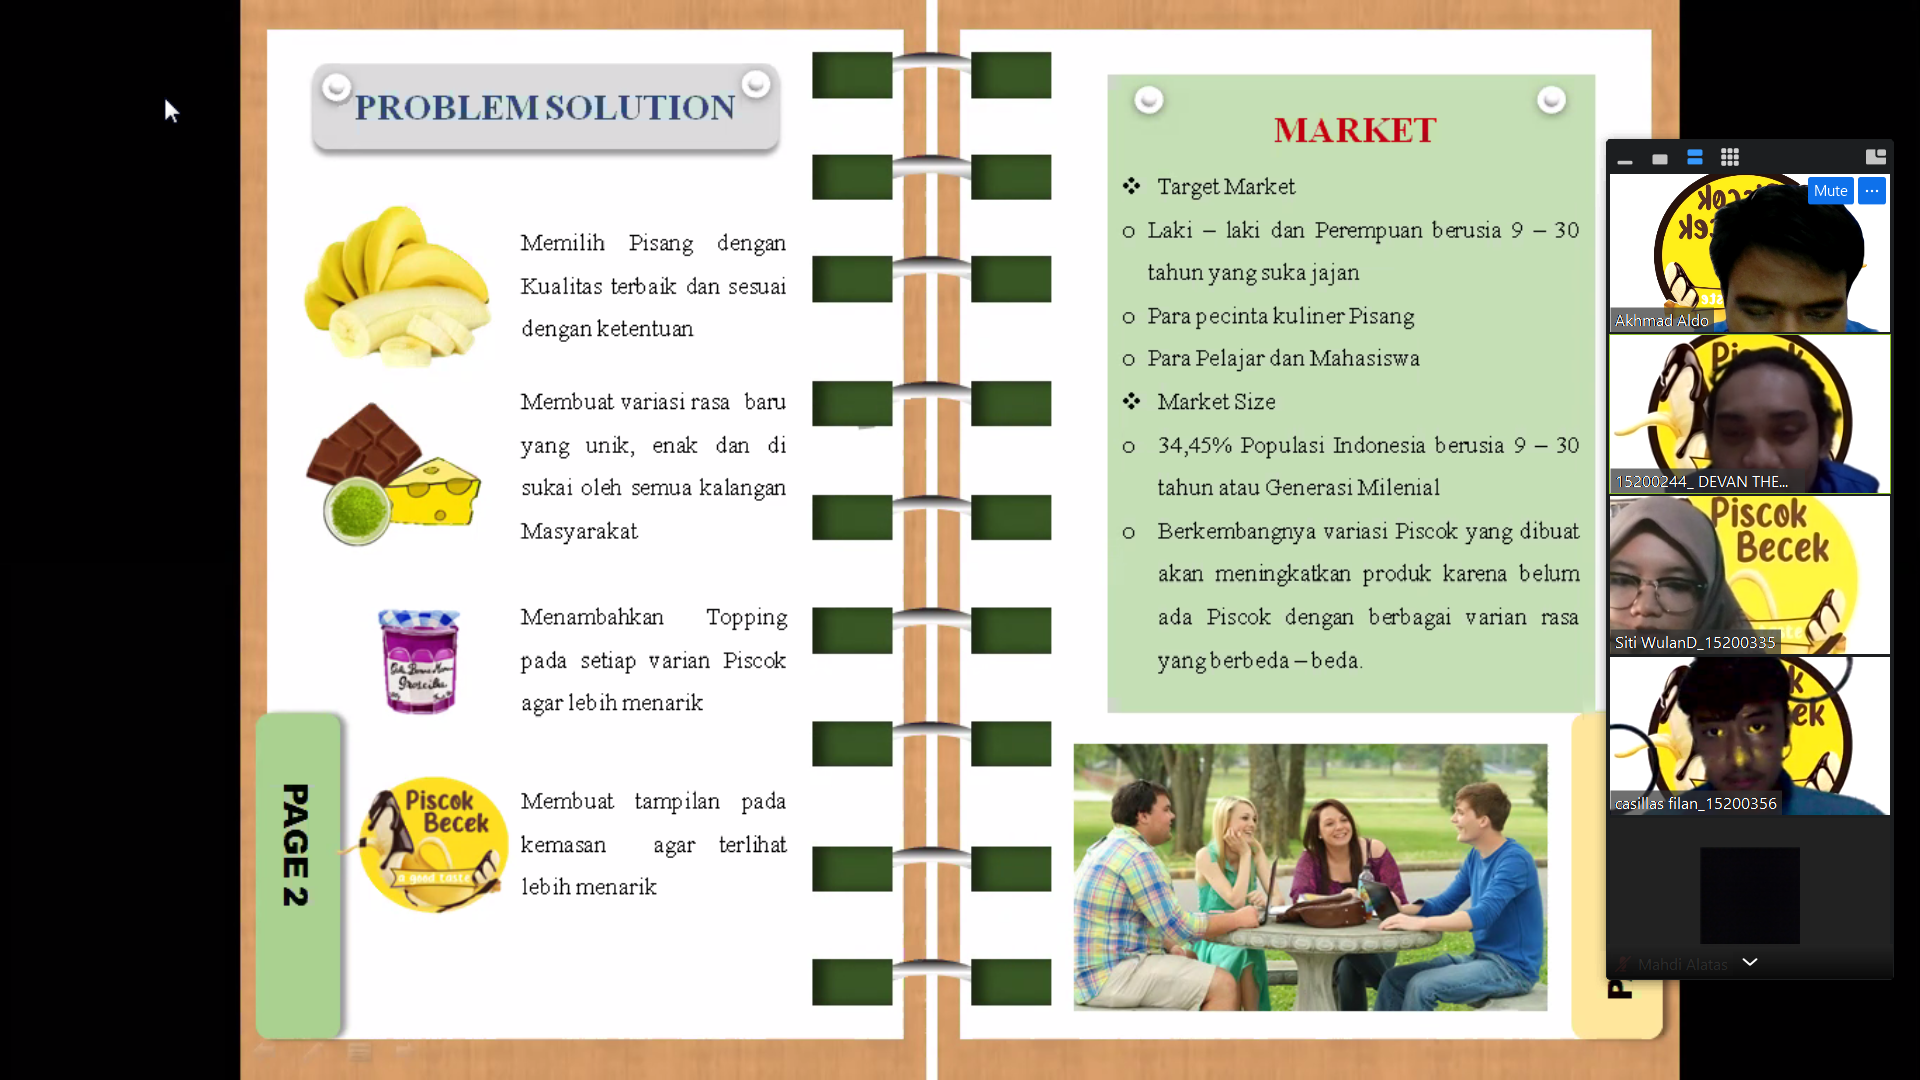 PROBLEM SOLUTION
Memilih Pisang dengan
Kualitas terbaik dan sesuai
dengan ketentuan
Membuat variasi rasa baru
yang unik, enak dan di
sukai oleh semua kalangan
Masyarakat
Menambahkan Topping
pada setiap varian Piscok
agar lebih menarik
Piscok
Becek
a good taste
Membuat tampilan pada
kemasan agar terlihat
lebih menarik
PAGE 2
MARKET
❖ Target Market
o Laki – laki dan Perempuan berusia 9 – 30
tahun yang suka jajan
o Para pecinta kuliner Pisang
o Para Pelajar dan Mahasiswa
❖ Market Size
o 34,45% Populasi Indonesia berusia 9 – 30
tahun atau Generasi Milenial
o Berkembangnya variasi Piscok yang dibuat
akan meningkatkan produk karena belum
ada Piscok dengan berbagai varian rasa
yang berbeda – beda.
P
Mute
...
Akhmad Aldo
15200244_ DEVAN THE...
Piscok
Becek
Siti WulanD_15200335
casillas filan_15200356
Mahdi Alatas